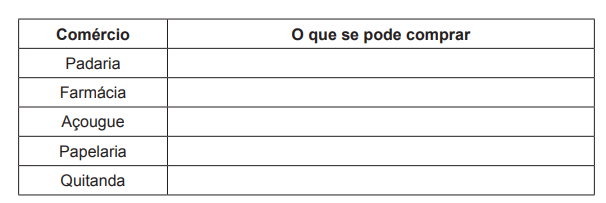 Comércio O que se pode comprar
Padaria
Farmácia
Açougue
Papelaria
Quitanda